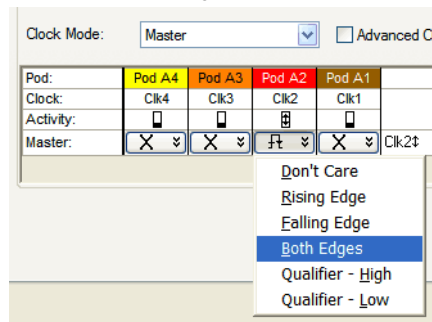 Clock Mode: Master Advanced C
Pod: Pod A4 Pod A3 Pod A2 Pod A1
Clock: Clk4 Clk3 Clk2 Clk1
Activity:
Master: X X X Clk2↕
Don't Care
Rising Edge
Falling Edge
Both Edges
Qualifier - High
Qualifier - Low